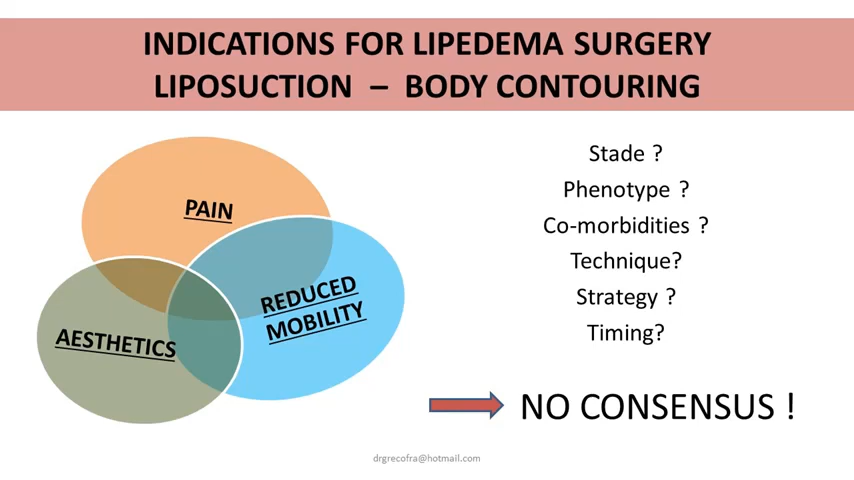 INDICATIONS FOR LIPEDEMA SURGERY
LIPOSUCTION – BODY CONTOURING
PAIN
REDUCED
MOBILITY
AESTHETICS
Stade ?
Phenotype ?
Co-morbidities ?
Technique?
Strategy ?
Timing?
NO CONSENSUS !
drgrecofra@hotmail.com